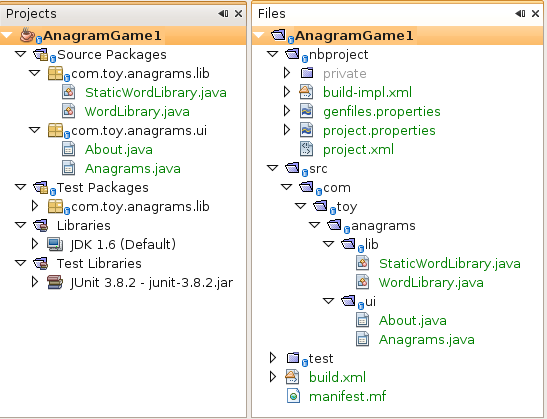 Projects
AnagramGame1
Source Packages
com.toy.anagrams.lib
StaticWordLibrary.java
WordLibrary.java
com.toy.anagrams.ui
About.java
Anagrams.java
Test Packages
com.toy.anagrams.lib
Libraries
JDK 1.6 (Default)
Test Libraries
JUnit 3.8.2 - junit-3.8.2.jar
Files
AnagramGame1
nbproject
private
build-impl.xml
genfiles.properties
project.properties
project.xml
src
com
toy
anagrams
lib
StaticWordLibrary.java
WordLibrary.java
ui
About.java
Anagrams.java
test
build.xml
manifest.mf